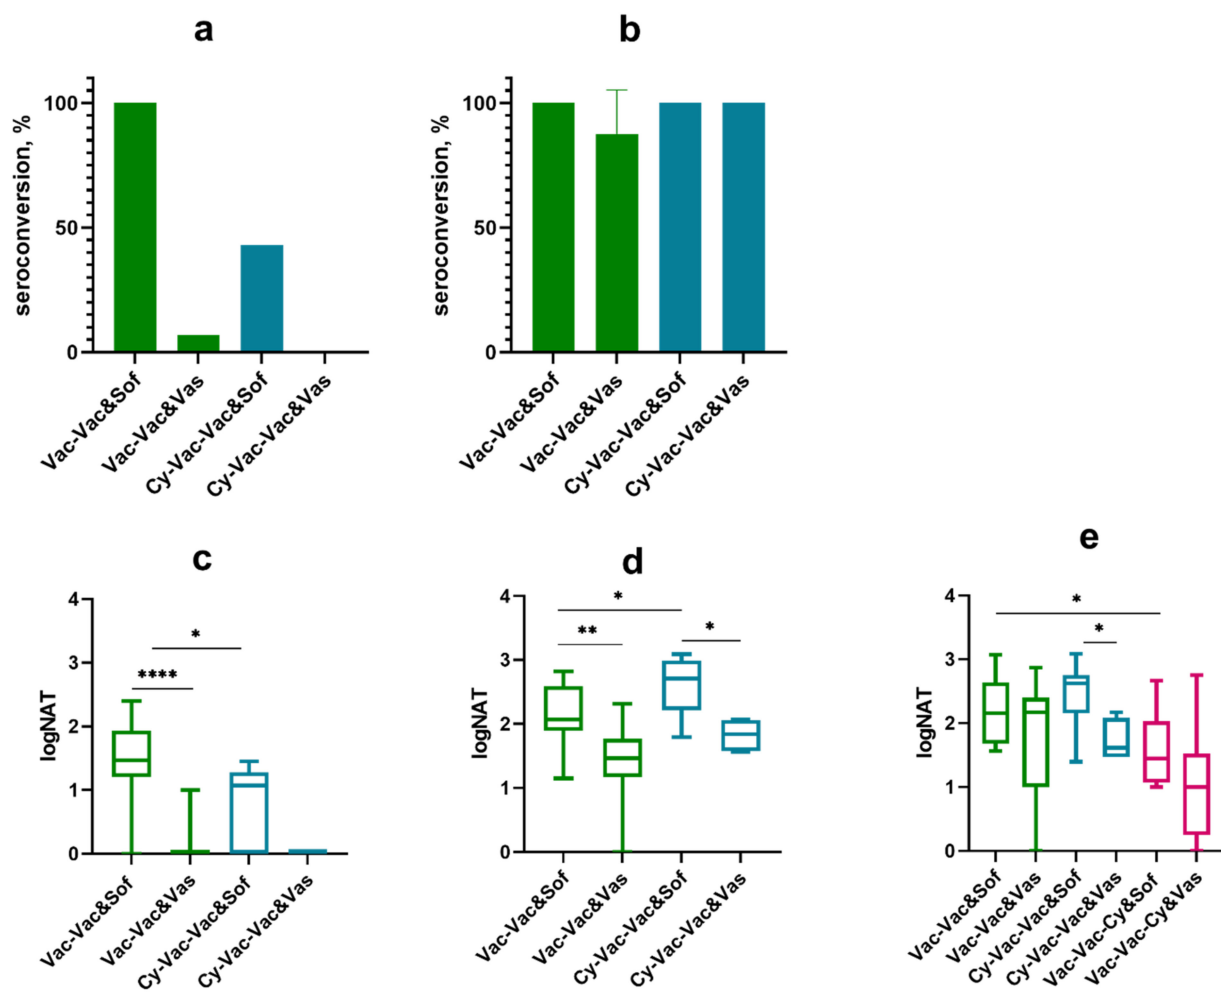 a
seroconversion, %
100
50
0
Vac-Vac&Sof
Vac-Vac&Vas
Cy-Vac-Vac&Sof
Cy-Vac-Vac&Vas
b
seroconversion, %
100
50
0
Vac-Vac&Sof
Vac-Vac&Vas
Cy-Vac-Vac&Sof
Cy-Vac-Vac&Vas
c
logNAT
4
3
2
1
0
*
****
Vac-Vac&Sof
Vac-Vac&Vas
Cy-Vac-Vac&Sof
Cy-Vac-Vac&Vas
d
logNAT
4
3
2
1
0
*
**
*
Vac-Vac&Sof
Vac-Vac&Vas
Cy-Vac-Vac&Sof
Cy-Vac-Vac&Vas
e
logNAT
4
3
2
1
0
*
*
Vac-Vac&Sof
Vac-Vac&Vas
Cy-Vac-Vac&Sof
Cy-Vac-Vac&Vas
Vac-Vac-Cy&Sof
Vac-Vac-Cy&Vas